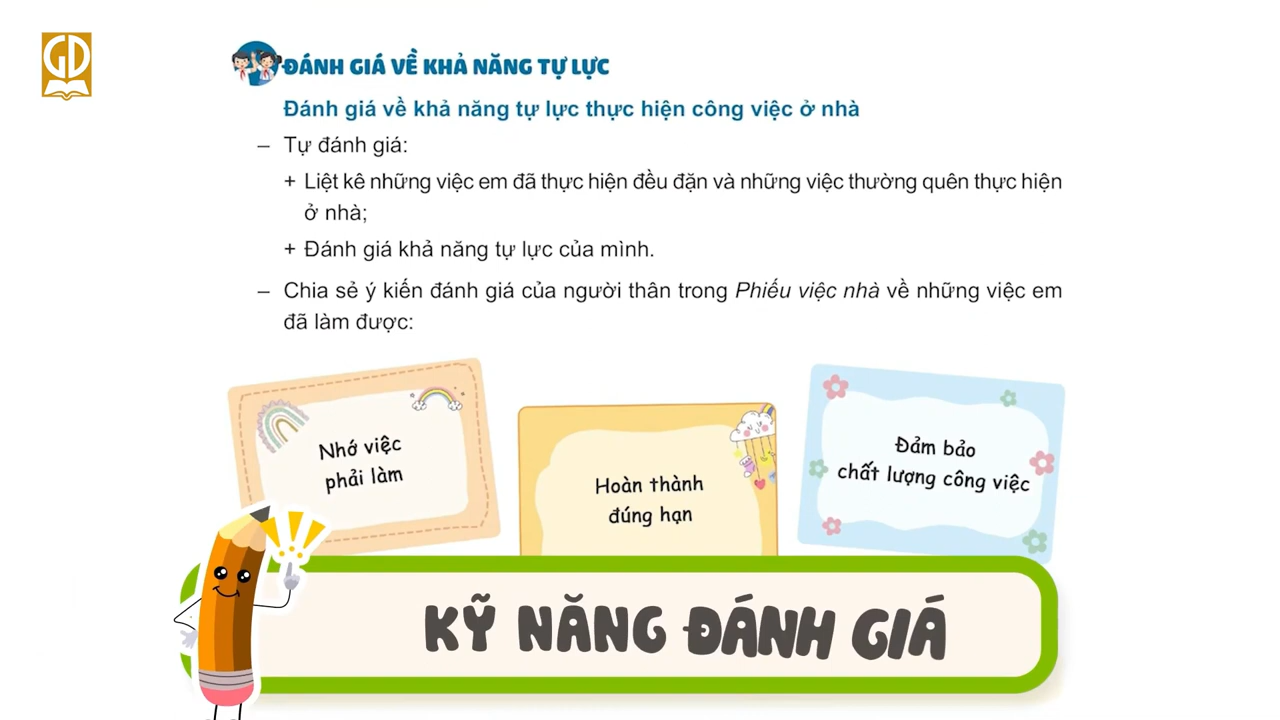 GD
ĐÁNH GIÁ VỀ KHẢ NĂNG TỰ LỰC
Đánh giá về khả năng tự lực thực hiện công việc ở nhà
– Tự đánh giá:
+ Liệt kê những việc em đã thực hiện đều đặn và những việc thường quên thực hiện
ở nhà;
+ Đánh giá khả năng tự lực của mình.
– Chia sẻ ý kiến đánh giá của người thân trong Phiếu việc nhà về những việc em
đã làm được:
Nhớ việc
phải làm
Hoàn thành
đúng hạn
Đảm bảo
chất lượng công việc
KỸ NĂNG ĐÁNH GIÁ